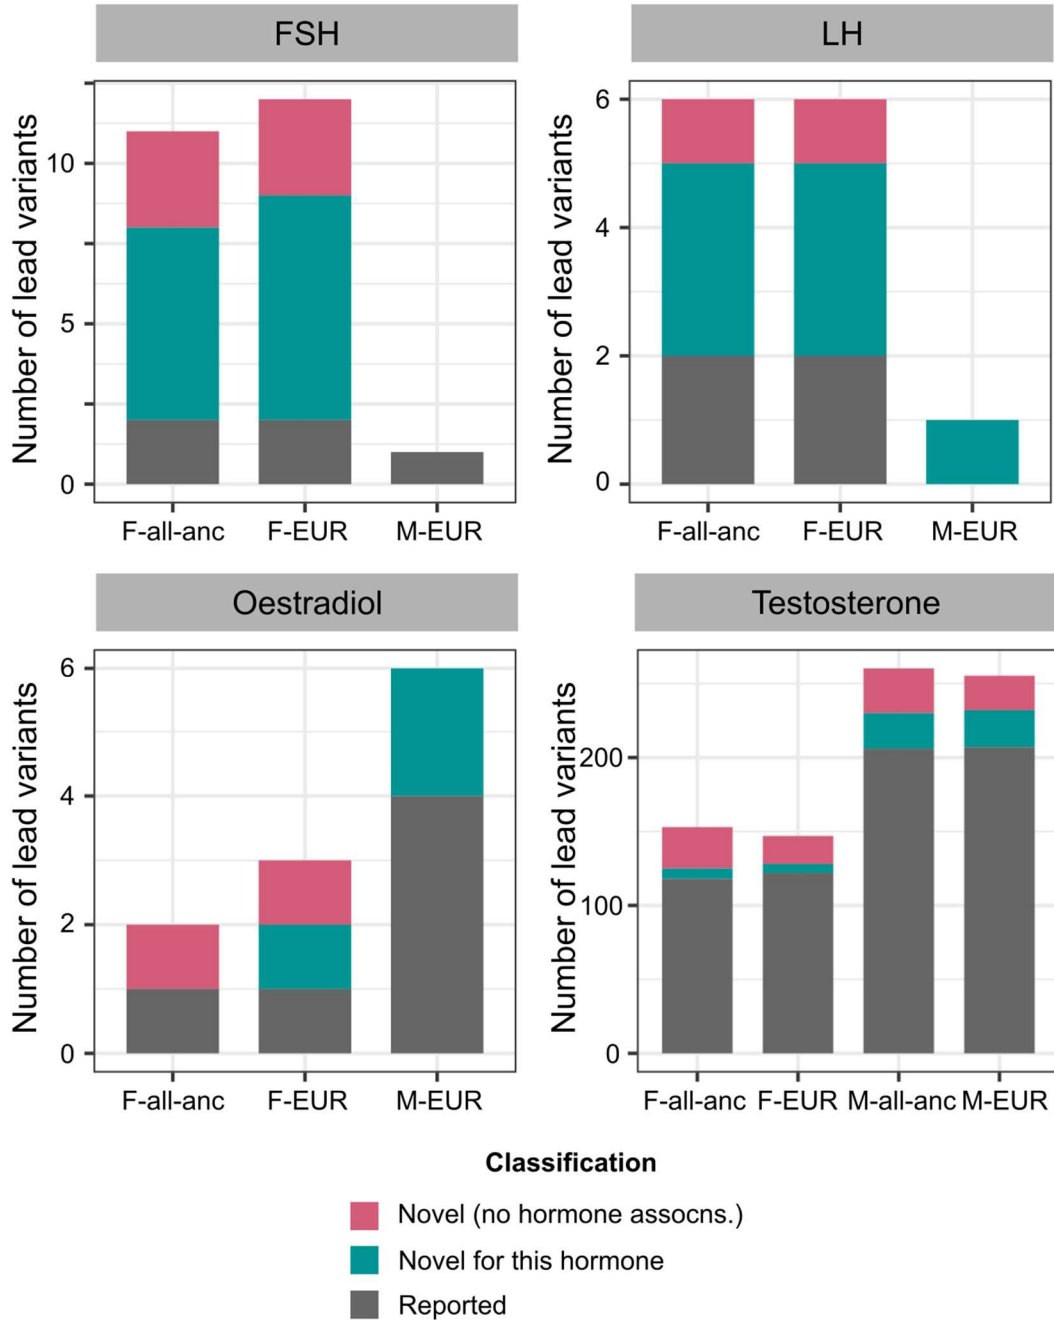 FSH
Number of lead variants
10
5
0
F-all-anc F-EUR M-EUR
LH
Number of lead variants
6
4
2
0
F-all-anc F-EUR M-EUR
Oestradiol
Number of lead variants
6
4
2
0
F-all-anc F-EUR M-EUR
Testosterone
Number of lead variants
200
100
0
F-all-anc F-EUR M-all-anc M-EUR
Classification
Novel (no hormone assocns.)
Novel for this hormone
Reported